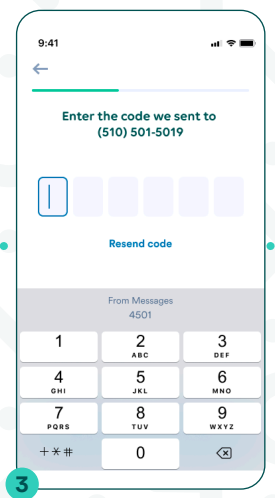 9:41
Enter the code we sent to
(510) 501-5019
Resend code
From Messages
4501
1
2
ABC
3
DEF
4
GHI
5
JKL
6
MNO
7
PQRS
8
TUV
9
WXYZ
+*#
0
3